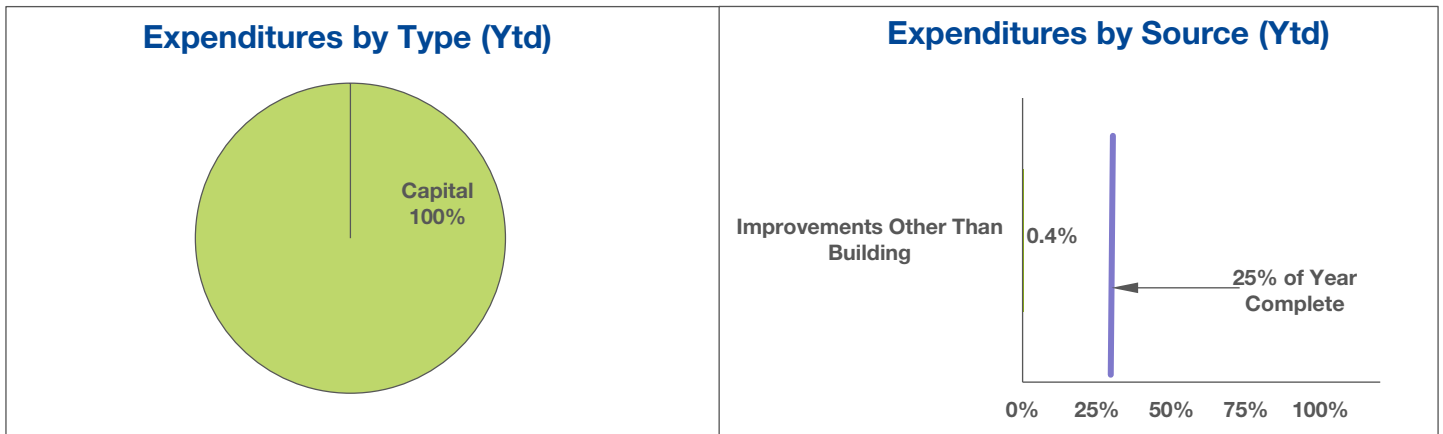 Expenditures by Type (Ytd)
Capital
100%
Expenditures by Source (Ytd)
Improvements Other Than
Building
0.4%
25% of Year
Complete
0% 25% 50% 75% 100%